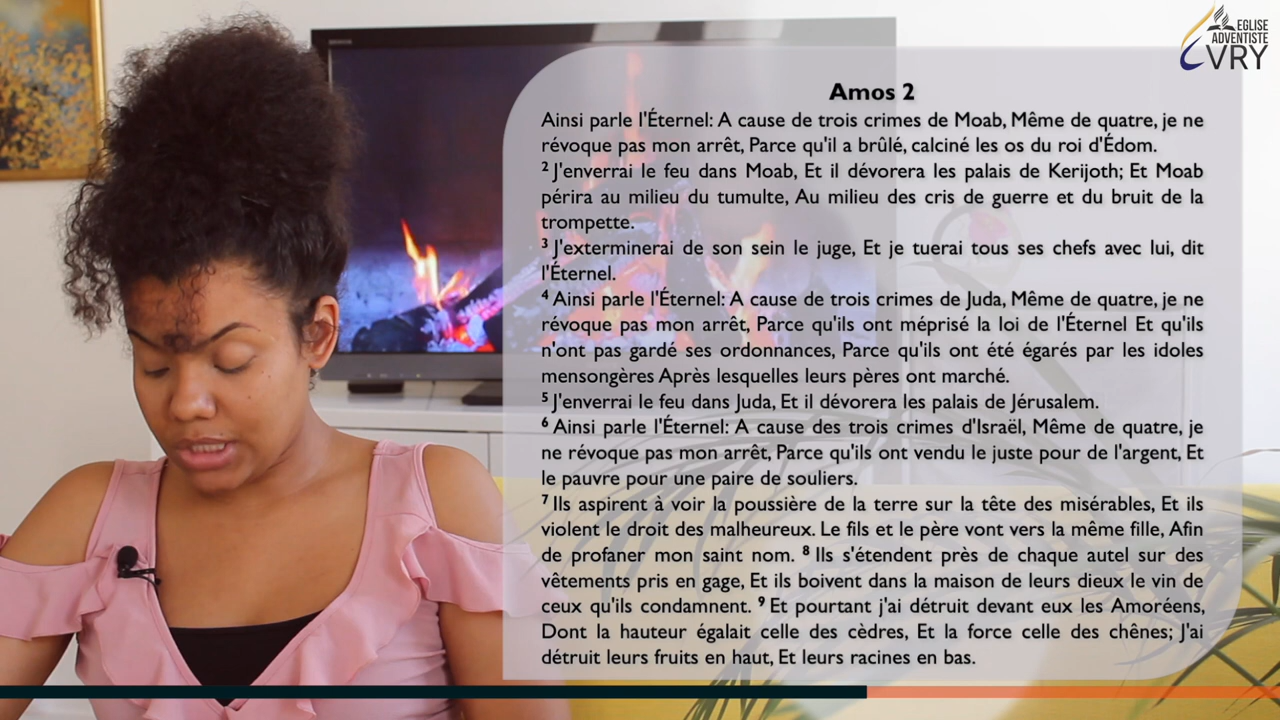 EGLISE
ADVENTISTE
VRY
Amos 2
Ainsi parle l'Éternel: A cause de trois crimes de Moab, Même de quatre, je ne
révoque pas mon arrêt, Parce qu'il a brûlé, calciné les os du roi d'Édom.
2 J'enverrai le feu dans Moab, Et il dévorera les palais de Kerijoth; Et Moab
périra au milieu du tumulte, Au milieu des cris de guerre et du bruit de la
trompette.
3 J'exterminerai de son sein le juge, Et je tuerai tous ses chefs avec lui, dit
l'Éternel.
4 Ainsi parle l'Éternel: A cause de trois crimes de Juda, Même de quatre, je ne
révoque pas mon arrêt, Parce qu'ils ont méprisé la loi de l'Éternel Et qu'ils
n'ont pas gardé ses ordonnances, Parce qu'ils ont été égarés par les idoles
mensongères Après lesquelles leurs pères ont marché.
5 J'enverrai le feu dans Juda, Et il dévorera les palais de Jérusalem.
6 Ainsi parle l'Éternel: A cause des trois crimes d'Israël, Même de quatre, je
ne révoque pas mon arrêt, Parce qu'ils ont vendu le juste pour de l'argent, Et
le pauvre pour une paire de souliers.
7 Ils aspirent à voir la poussière de la terre sur la tête des misérables, Et ils
violent le droit des malheureux. Le fils et le père vont vers la même fille, Afin
de profaner mon saint nom. 8 Ils s'étendent près de chaque autel sur des
vêtements pris en gage, Et ils boivent dans la maison de leurs dieux le vin de
ceux qu'ils condamnent. 9 Et pourtant j'ai détruit devant eux les Amoréens,
Dont la hauteur égalait celle des cèdres, Et la force celle des chênes; J'ai
détruit leurs fruits en haut, Et leurs racines en bas.